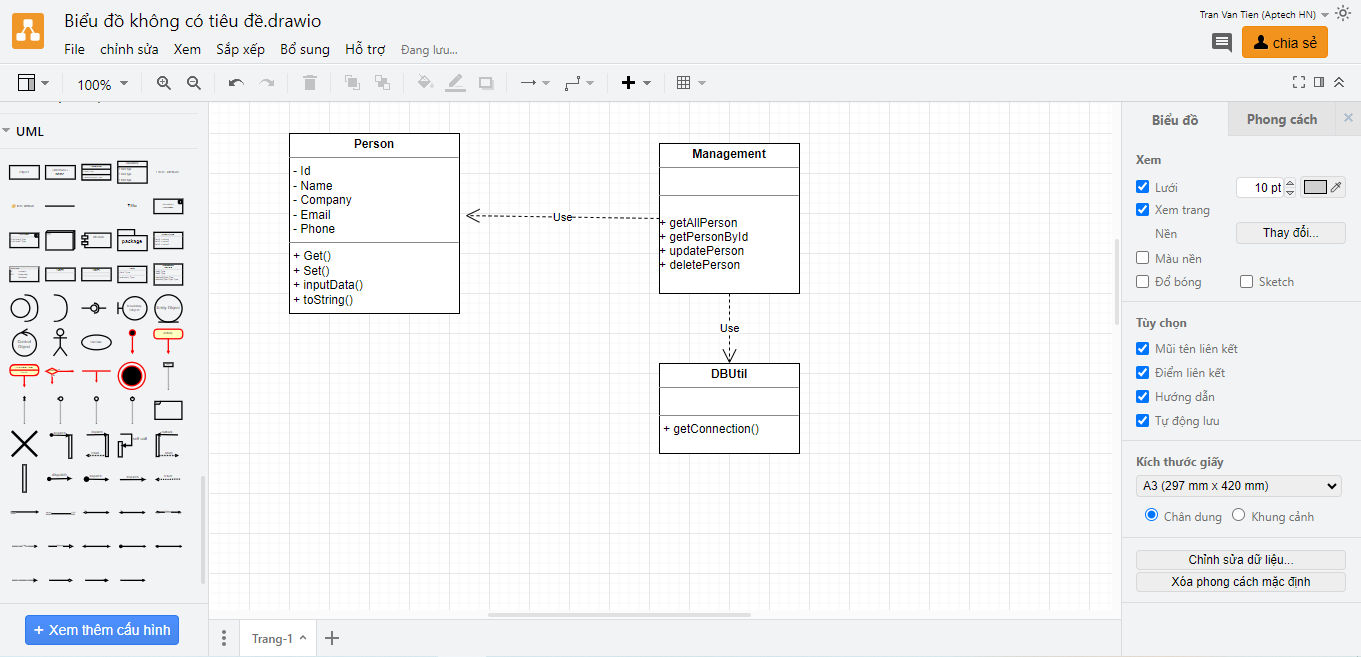 Biểu đồ không có tiêu đề.drawio
Tran Van Tien (Aptech HN)
File chỉnh sửa Xem Sắp xếp Bổ sung Hỗ trợ Đang lưu...
chia sẻ
100%
UML
package
+ Xem thêm cấu hình
Person
- Id
- Name
- Company
- Email
- Phone
+ Get()
+ Set()
+ inputData()
+ toString()
Use
Management
+ getAllPerson
+ getPersonById
+ updatePerson
+ deletePerson
Use
DBUtil
+ getConnection()
Trang-1
Biểu đồ Phong cách
Xem
Lưới 10 pt
Xem trang
Nền Thay đổi...
Màu nền
Đổ bóng Sketch
Tùy chọn
Mũi tên liên kết
Điểm liên kết
Hướng dẫn
Tự động lưu
Kích thước giấy
A3 (297 mm x 420 mm)
Chân dung Khung cảnh
Chỉnh sửa dữ liệu...
Xóa phong cách mặc định